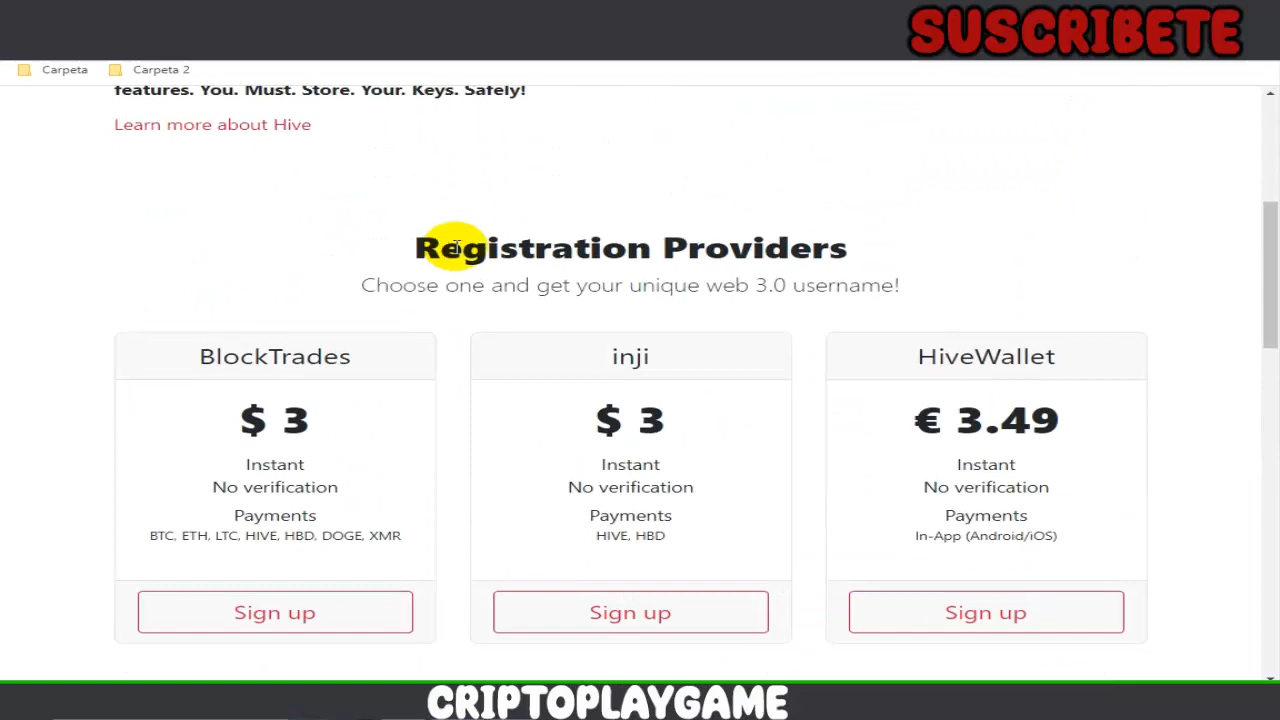 SUSCRIBETE
Carpeta Carpeta 2
features. You. Must. Store. Your. Keys. Safely!
Learn more about Hive
Registration Providers
Choose one and get your unique web 3.0 username!
BlockTrades
$ 3
Instant
No verification
Payments
BTC, ETH, LTC, HIVE, HBD, DOGE, XMR
Sign up
inji
$ 3
Instant
No verification
Payments
HIVE, HBD
Sign up
HiveWallet
€ 3.49
Instant
No verification
Payments
In-App (Android/iOS)
Sign up
CRIPTOPLAYGAME